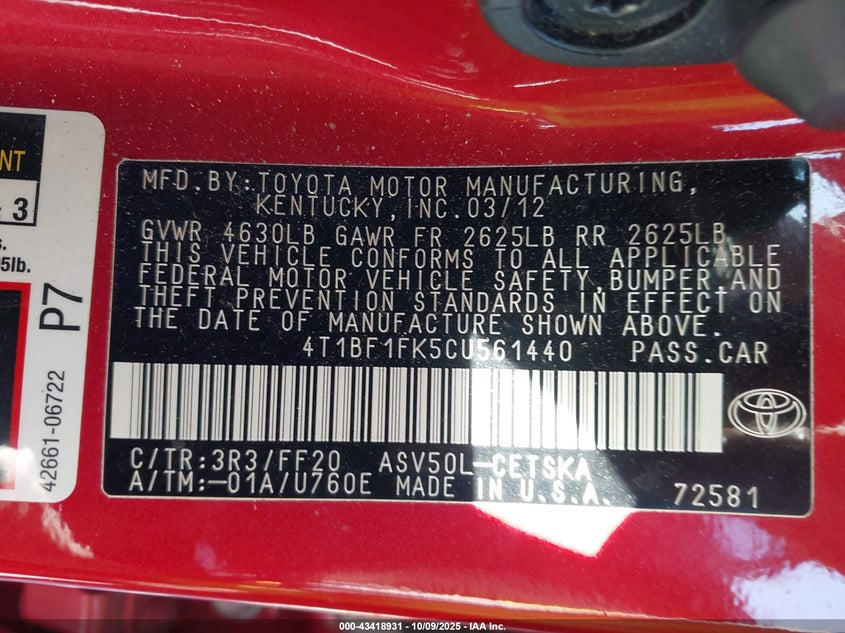 NT
3
s.
5lb.
P7
42661-06722
MFD.BY:TOYOTA MOTOR MANUFACTURING,
KENTUCKY,INC.03/12
GVWR 4630LB GAWR FR 2625LB RR 2625LB
THIS VEHICLE CONFORMS TO ALL APPLICABLE
FEDERAL MOTOR VEHICLE SAFETY,BUMPER,AND
THEFT PREVENTION STANDARDS IN EFFECT ON
THE DATE OF MANUFACTURE SHOWN ABOVE.
4T1BF1FK5CU561440 PASS.CAR
C/TR:3R3/FF20 ASV50L-CETSKA
A/TM:-01A/U760E MADE IN U.S.A.
72581
000-43418931 - 10/09/2025 - IAA Inc.